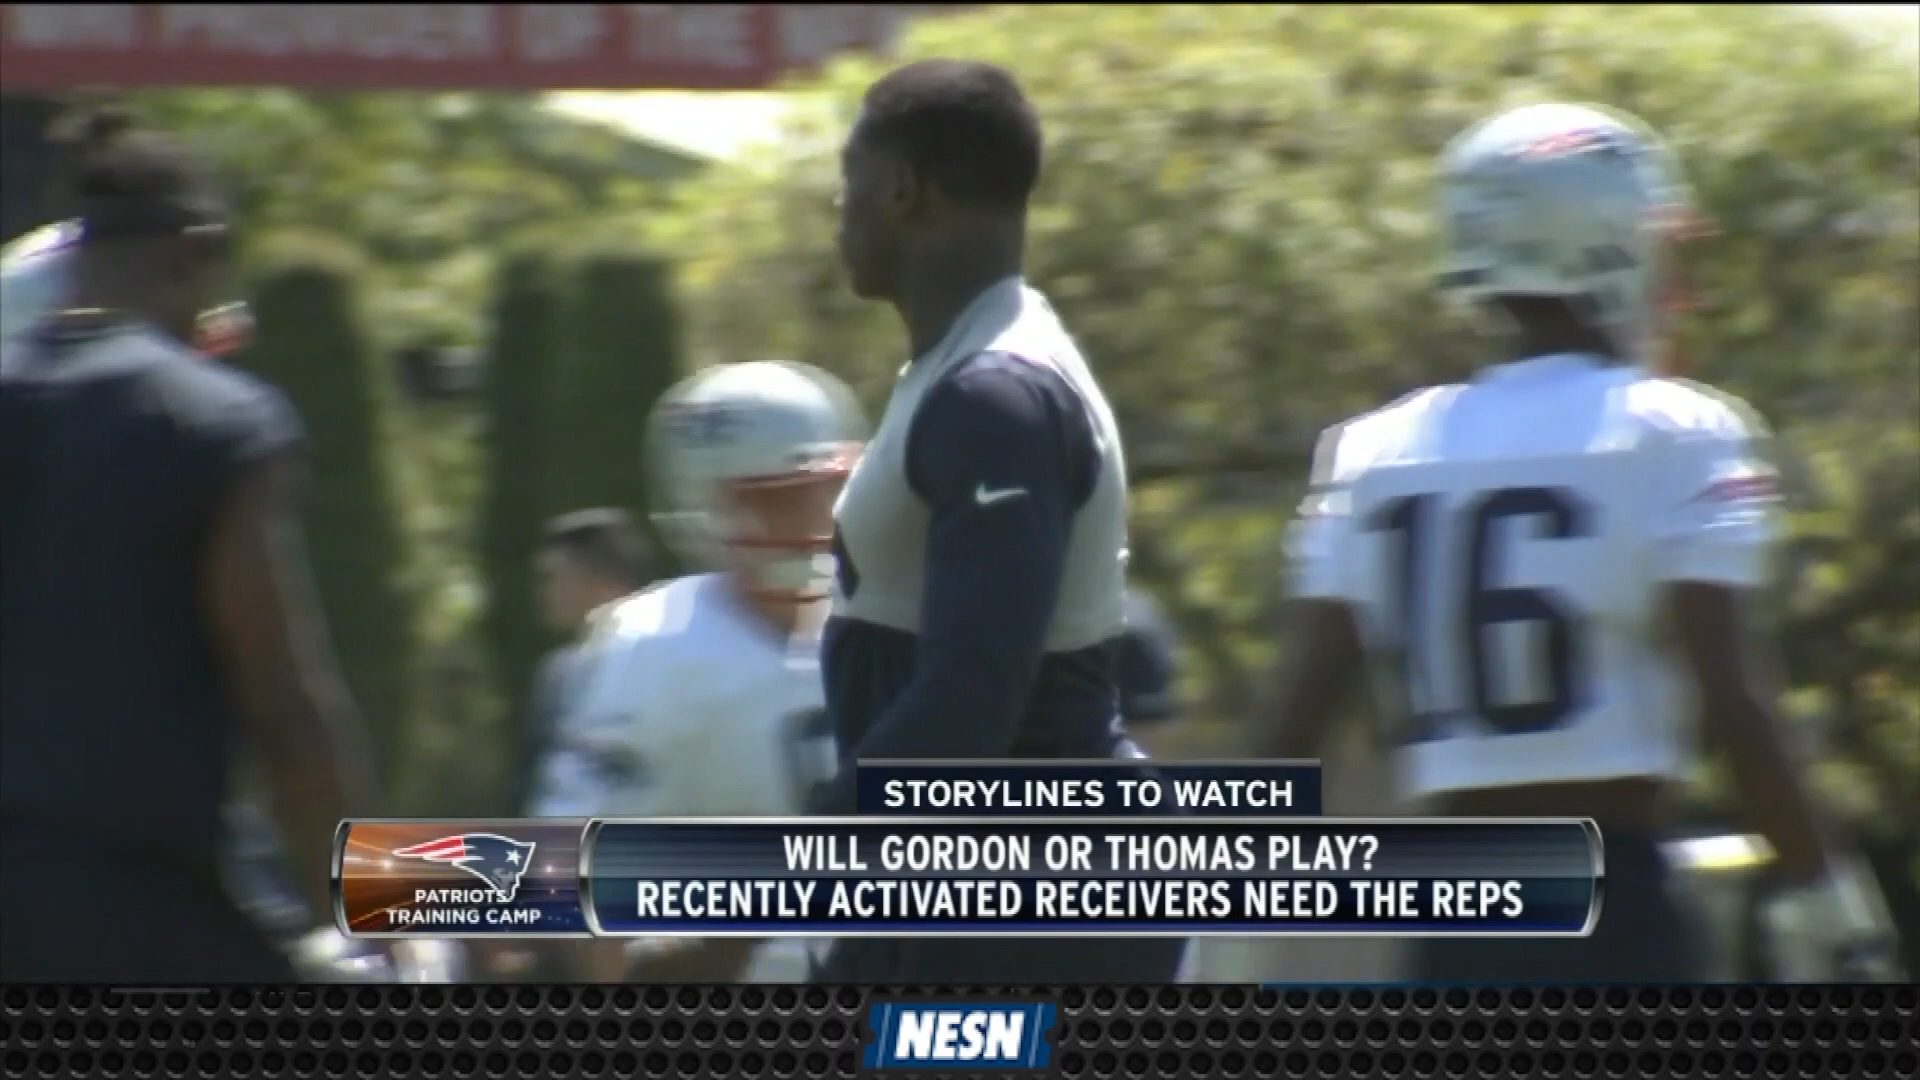 16
STORYLINES TO WATCH
WILL GORDON OR THOMAS PLAY?
RECENTLY ACTIVATED RECEIVERS NEED THE REPS
PATRIOTS
TRAINING CAMP
NESN